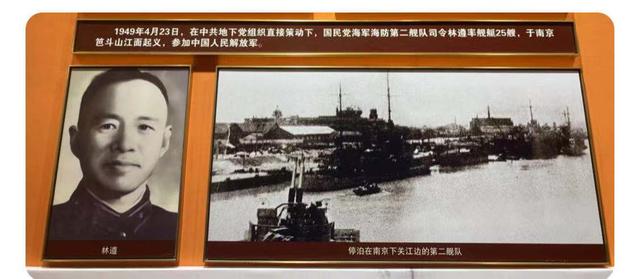 1949年4月23日，在中共地下党组织直接策动下，国民党海军海防第二舰队司令林遵率舰艇25艘，于南京
笆斗山江面起义，参加中国人民解放军。
林遵
停泊在南京下关江边的第二舰队